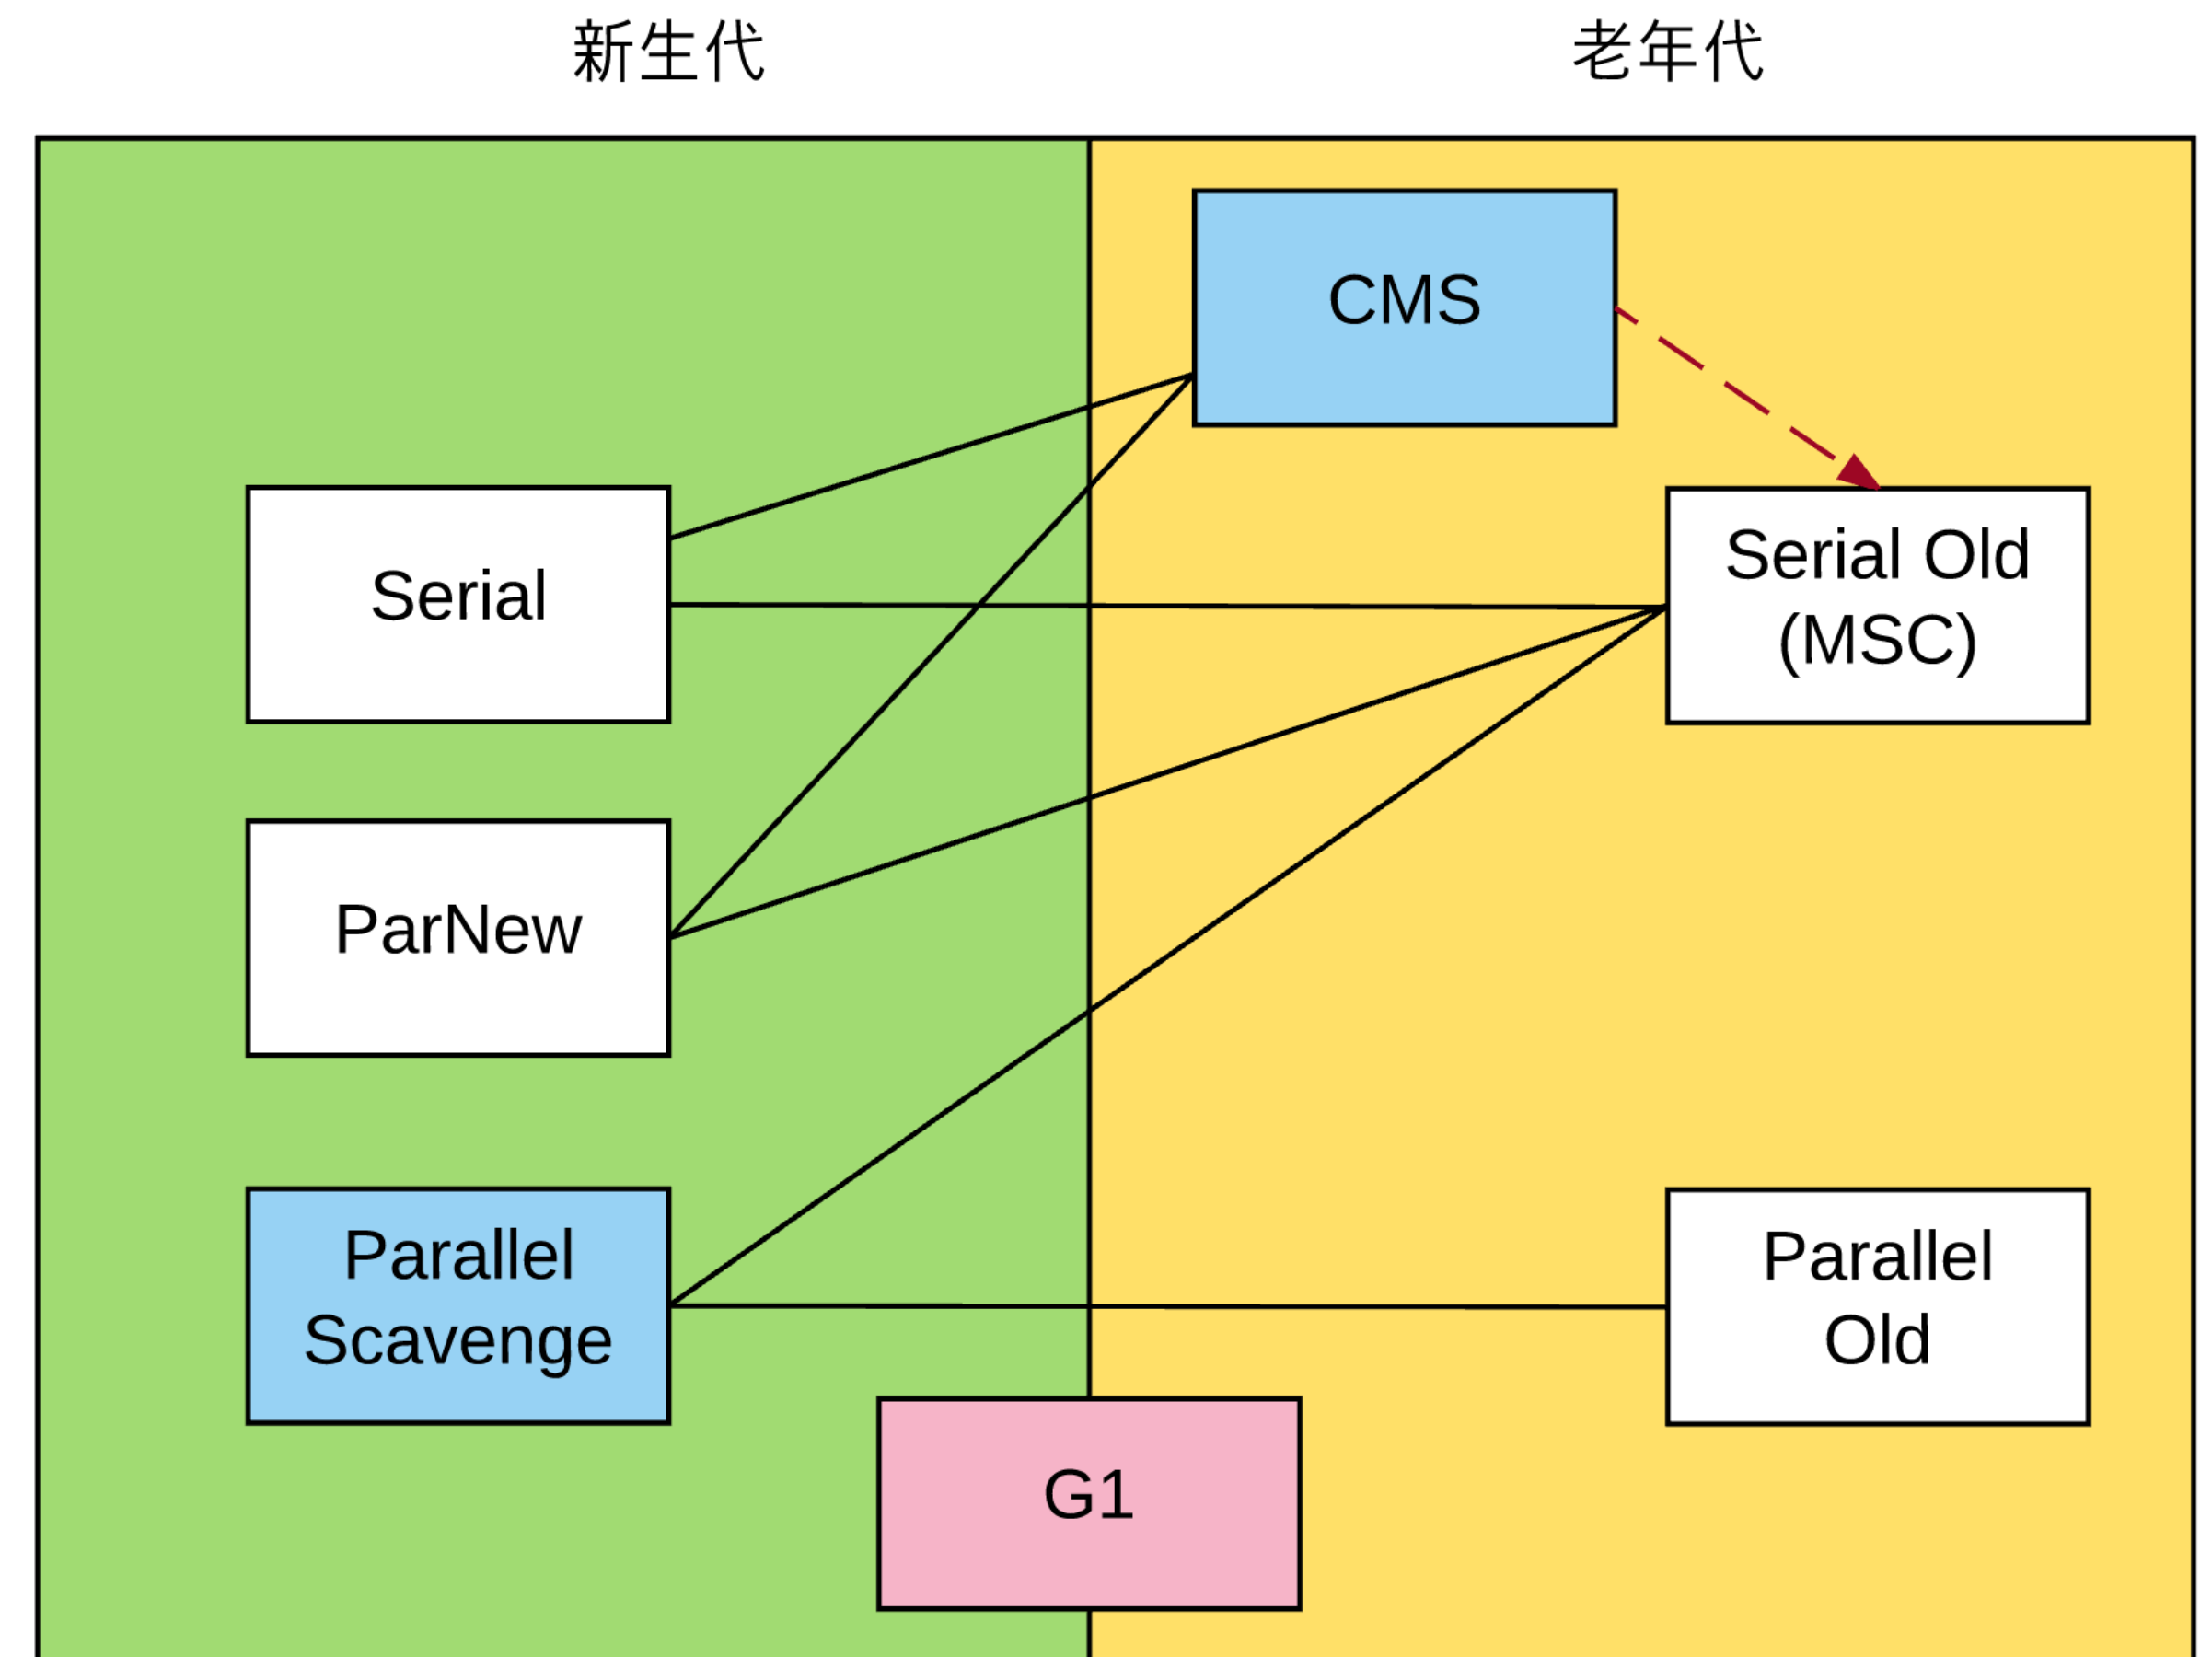 新生代
老年代
CMS
Serial
Serial Old
(MSC)
ParNew
Parallel
Scavenge
Parallel
Old
G1